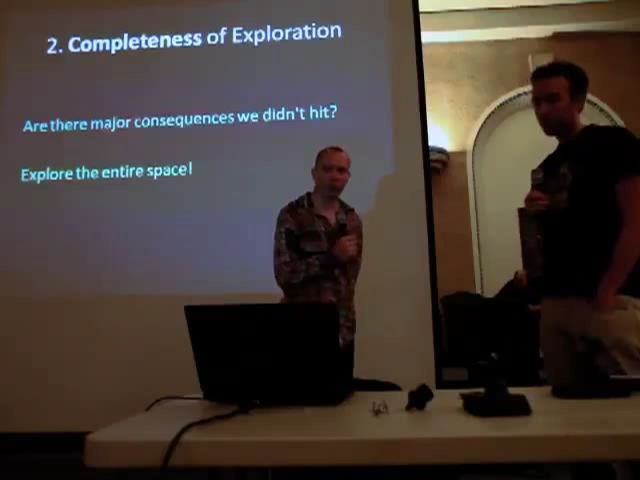 2. Completeness of Exploration
Are there major consequences we didn't hit?
Explore the entire space!